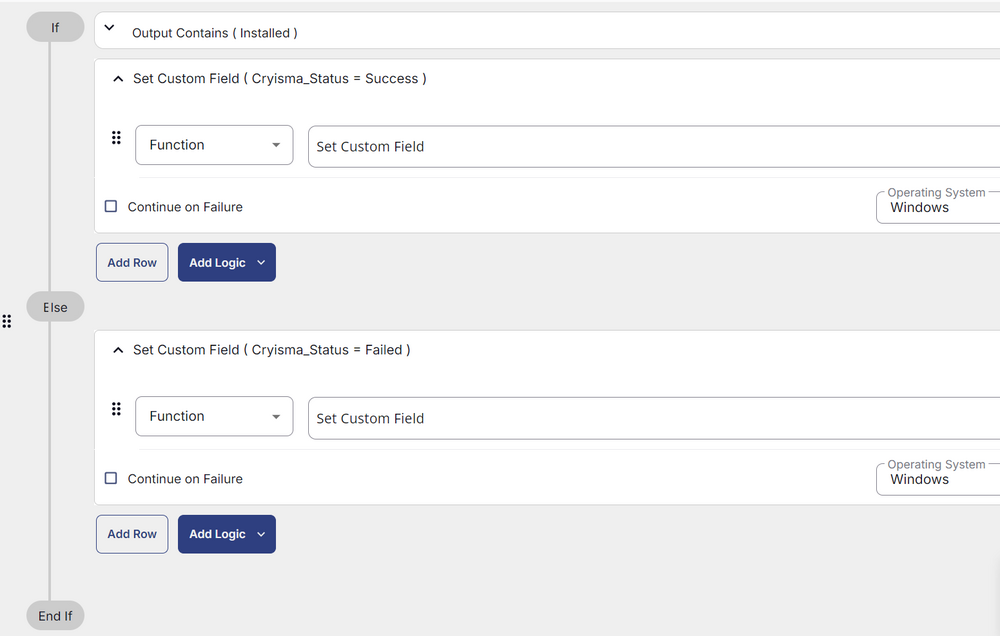 If
Output Contains ( Installed )
Set Custom Field ( Cryisma_Status = Success )
Function
Set Custom Field
Continue on Failure
Operating System
Windows
Add Row
Add Logic
Else
Set Custom Field ( Cryisma_Status = Failed )
Function
Set Custom Field
Continue on Failure
Operating System
Windows
Add Row
Add Logic
End If